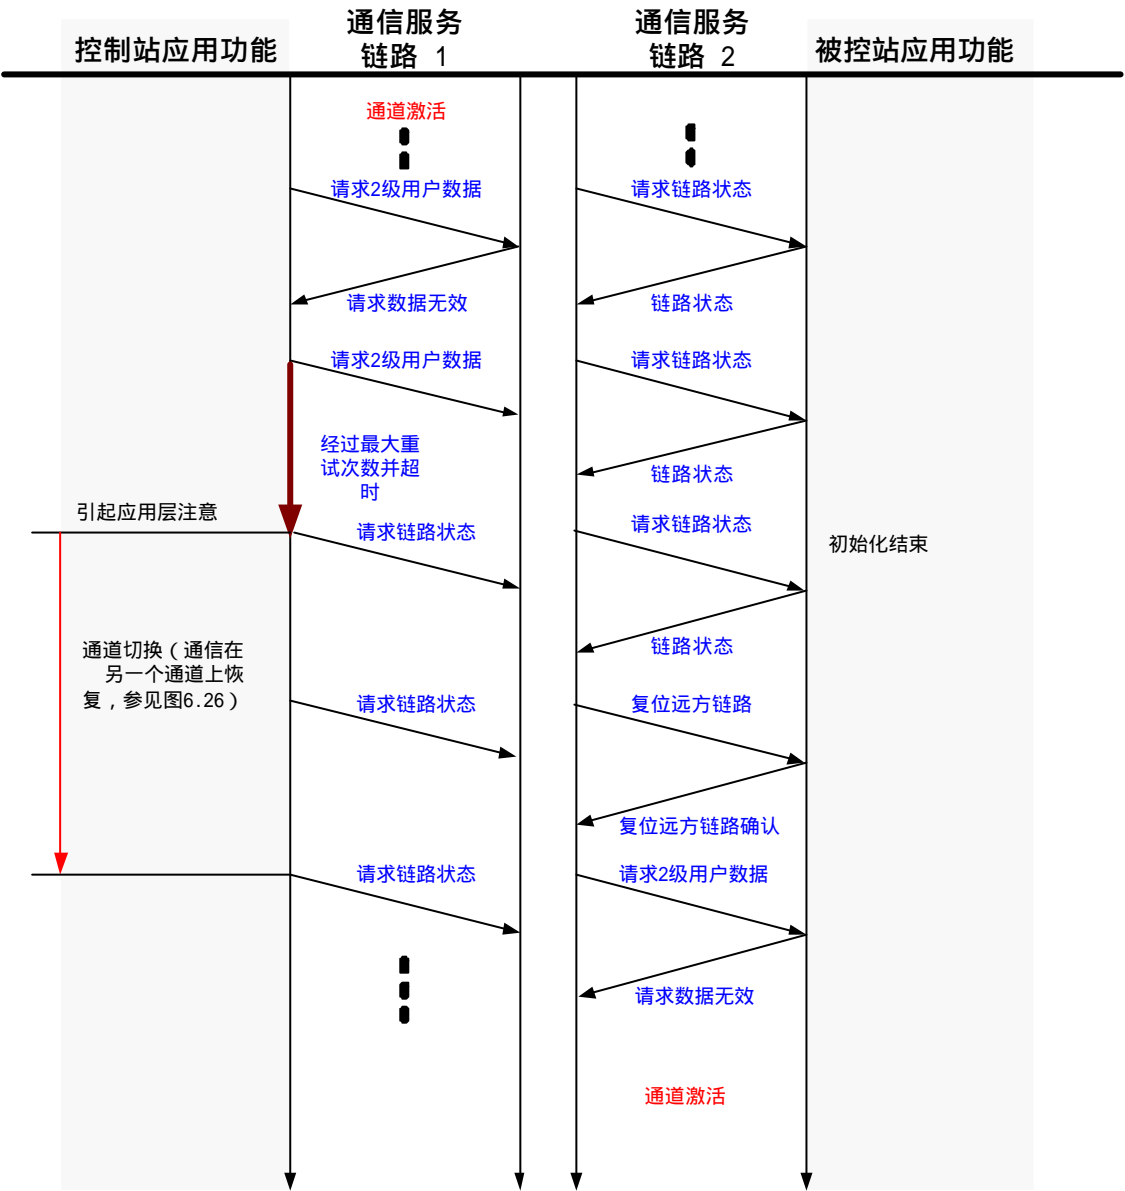 控制站应用功能
通信服务
链路 1
通信服务
链路 2
被控站应用功能
通道激活
请求2级用户数据
请求链路状态
请求数据无效
链路状态
请求2级用户数据
请求链路状态
经过最大重
试次数并超
时
链路状态
引起应用层注意
请求链路状态
请求链路状态
初始化结束
通道切换（通信在
另一个通道上恢
复，参见图6.26）
链路状态
请求链路状态
复位远方链路
复位远方链路确认
请求链路状态
请求2级用户数据
请求数据无效
通道激活